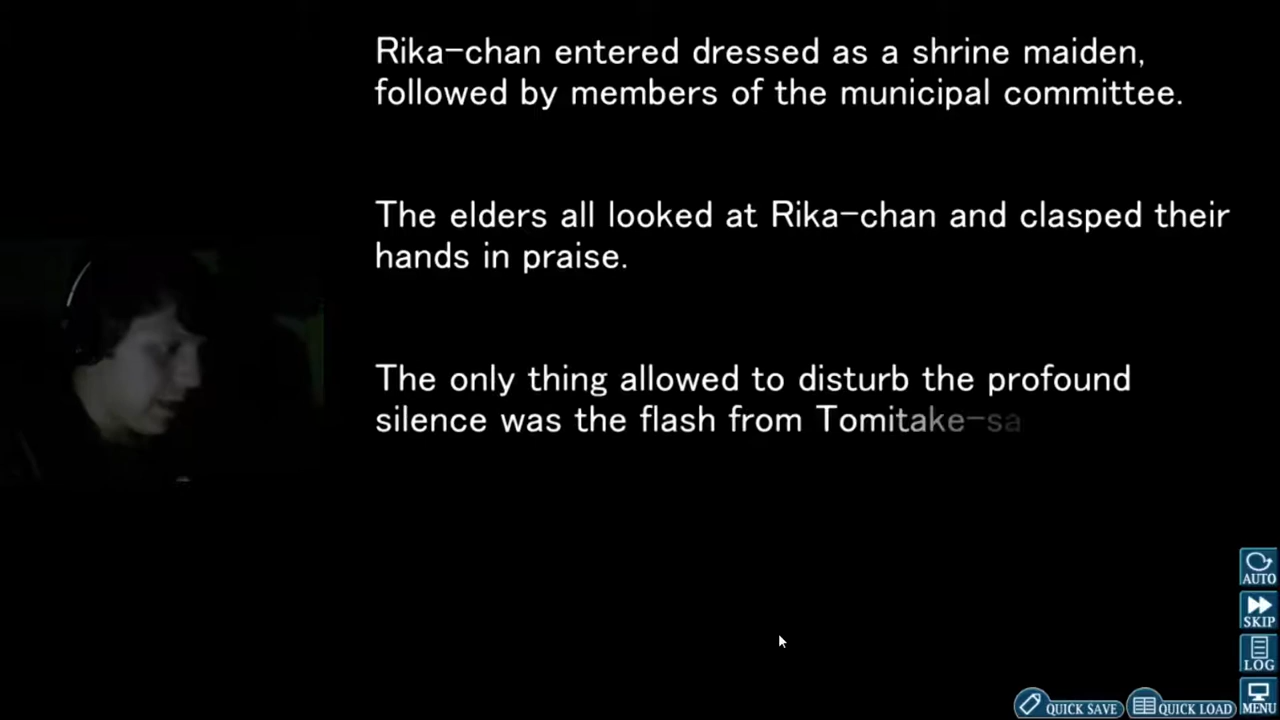 Rika-chan entered dressed as a shrine maiden,
followed by members of the municipal committee.
The elders all looked at Rika-chan and clasped their
hands in praise.
The only thing allowed to disturb the profound
silence was the flash from Tomitake-sa
AUTO
SKIP
LOG
MENU
QUICK SAVE
QUICK LOAD